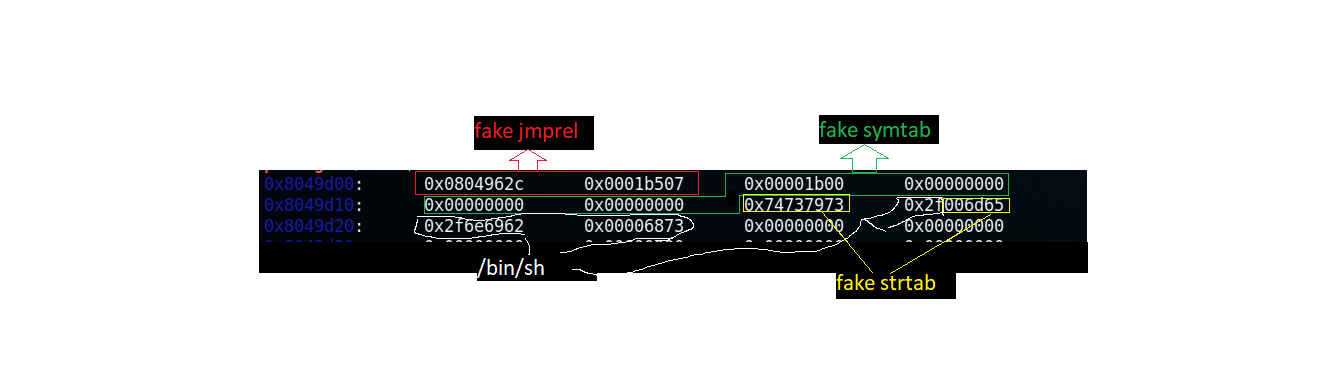 fake jmprel
fake symtab
0x8049d00: 0x0804962c 0x0001b507 0x00001b00 0x00000000
0x8049d10: 0x00000000 0x00000000 0x74737973 0x2f006d65
0x8049d20: 0x2f6e6962 0x00006873 0x00000000 0x00000000
/bin/sh
fake strtab